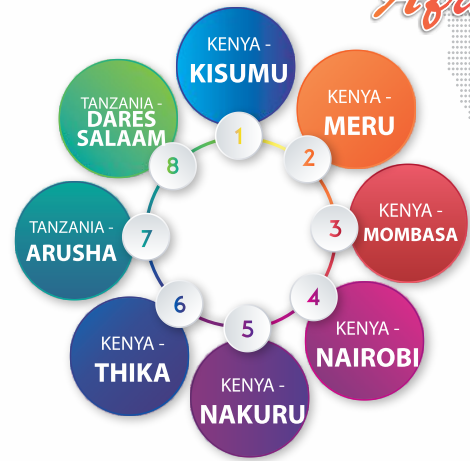 KENYA -
KISUMU
1
KENYA -
MERU
2
KENYA -
MOMBASA
3
KENYA -
NAIROBI
4
KENYA -
NAKURU
5
KENYA -
THIKA
6
TANZANIA -
ARUSHA
7
TANZANIA -
DARES
SALAAM
8